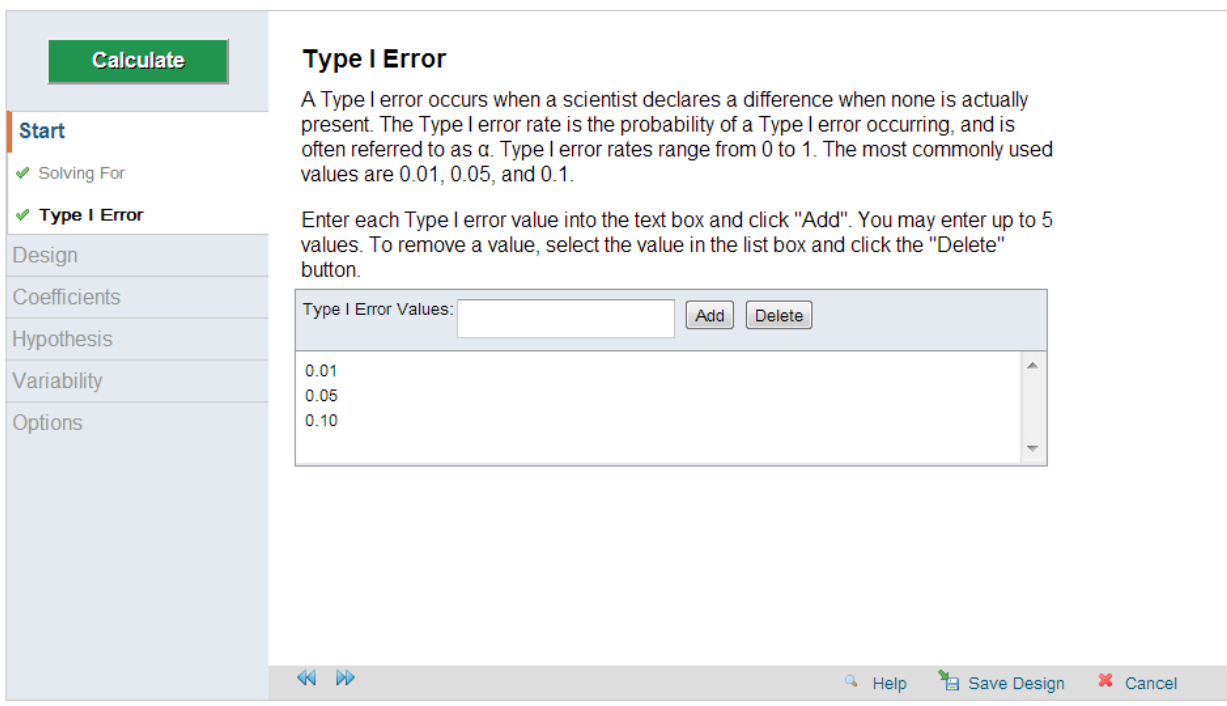 Calculate
Start
Solving For
Type I Error
Design
Coefficients
Hypothesis
Variability
Options
Type I Error
A Type I error occurs when a scientist declares a difference when none is actually
present. The Type I error rate is the probability of a Type I error occurring, and is
often referred to as α. Type I error rates range from 0 to 1. The most commonly used
values are 0.01, 0.05, and 0.1.
Enter each Type I error value into the text box and click "Add". You may enter up to 5
values. To remove a value, select the value in the list box and click the "Delete"
button.
Type I Error Values: Add Delete
0.01
0.05
0.10
Help Save Design Cancel